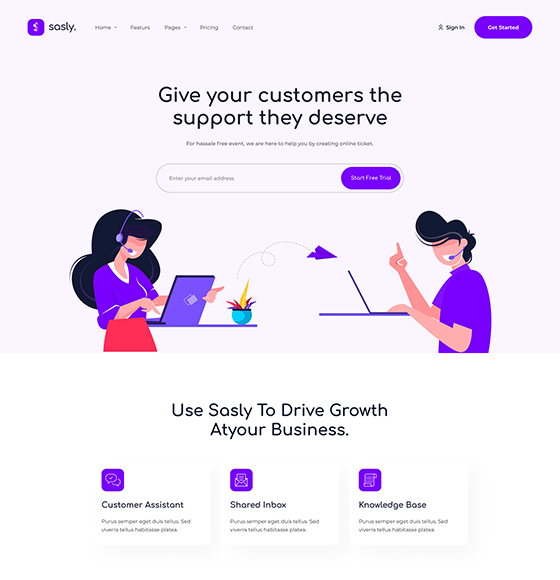 sasly.
Home Featurs Pages Pricing Contact
Sign In
Get Started
Give your customers the
support they deserve
For hassale free event, we are here to help you by creating online ticket.
Enter your email address
Start Free Trial
Use Sasly To Drive Growth
Atyour Business.
Customer Assistant
Purus semper eget duis tellus. Sed
viverra tellus habitasse platea.
Shared Inbox
Purus semper eget duis tellus. Sed
viverra tellus habitasse platea.
Knowledge Base
Purus semper eget duis tellus. Sed
viverra tellus habitasse platea.